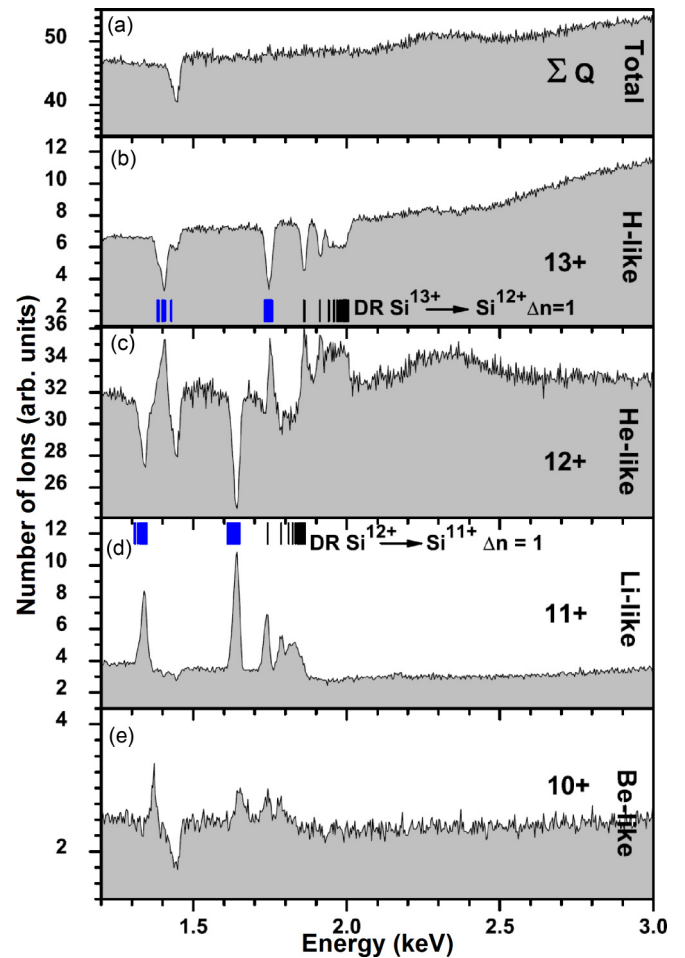 (a)
50
40
Σ Q
Total
(b)
12
10
8
6
4
2
13+
H-like
DR Si13+ → Si12+ Δn=1
36
(c)
34
32
30
28
26
12+
He-like
(d)
12
10
8
6
4
2
DR Si12+ → Si11+ Δn = 1
11+
Li-like
(e)
4
2
10+
Be-like
Number of Ions (arb. units)
1.5
2.0
2.5
3.0
Energy (keV)